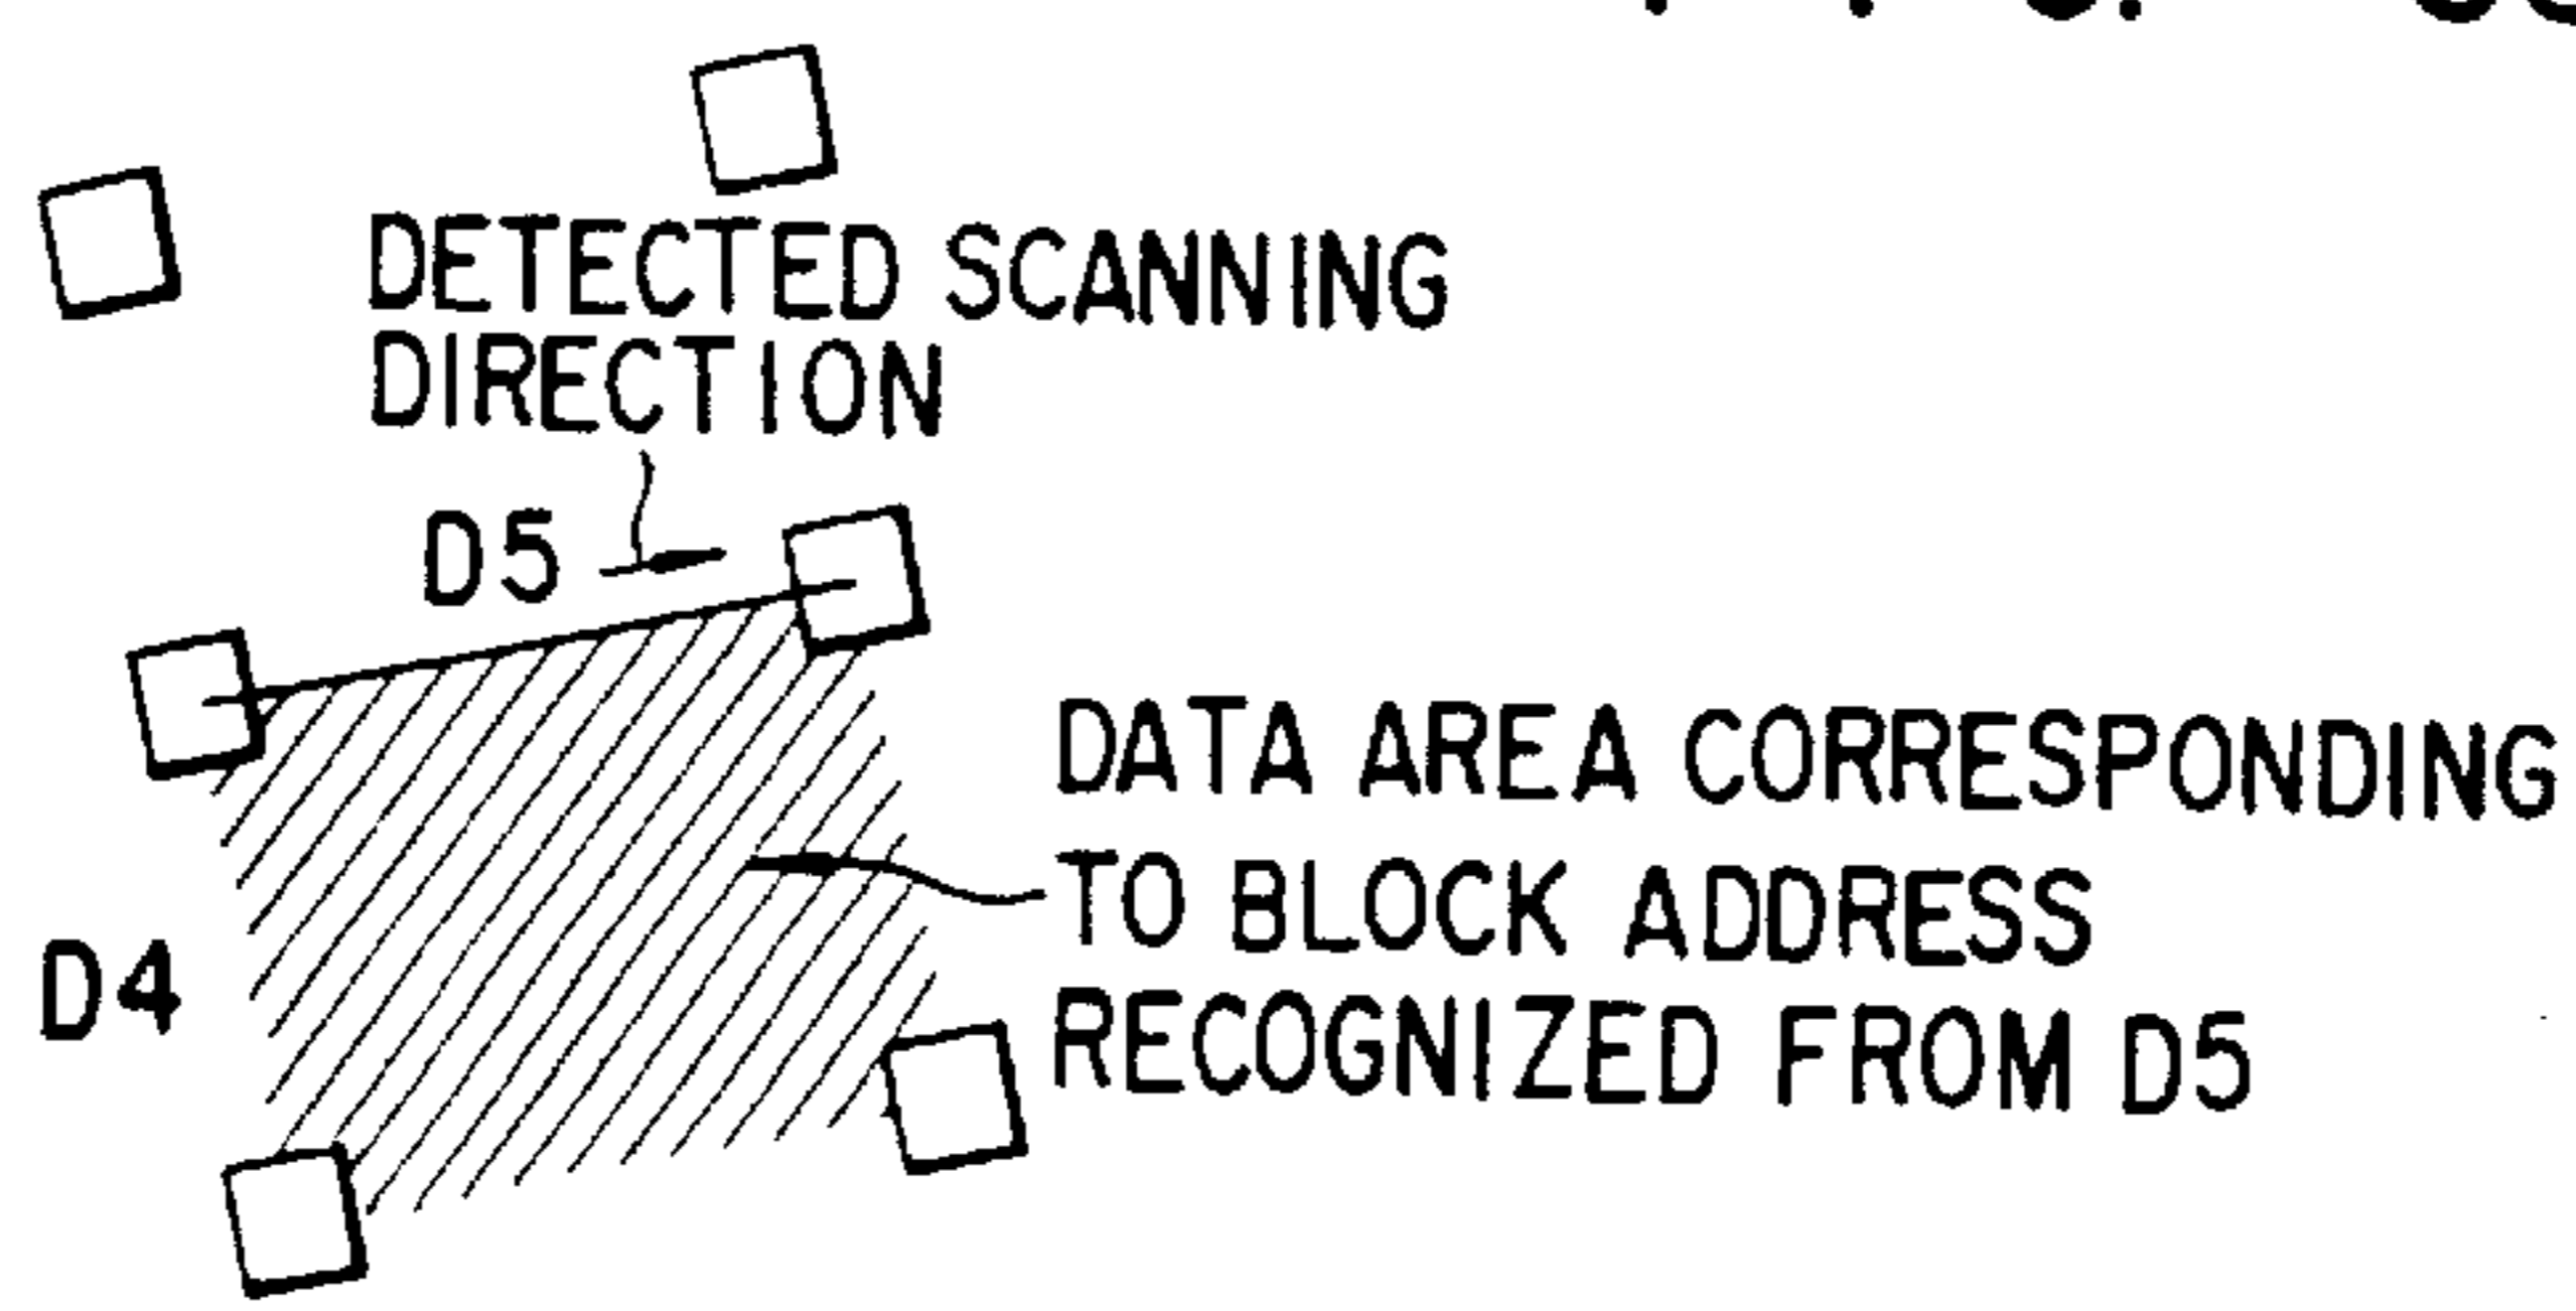 DETECTED SCANNING
DIRECTION
D5
DATA AREA CORRESPONDING
TO BLOCK ADDRESS
D4
RECOGNIZED FROM D5